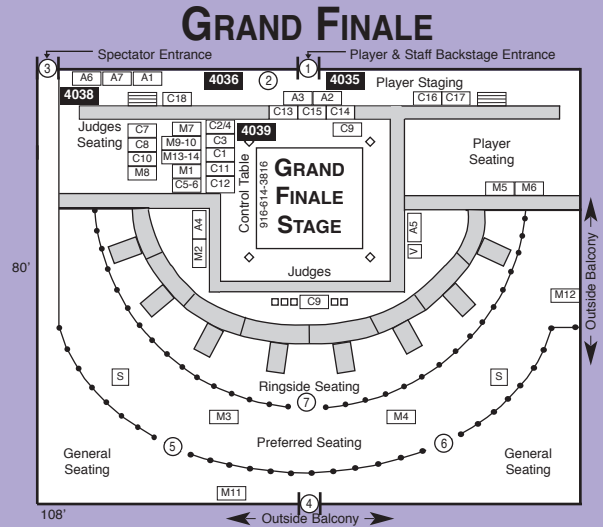 GRAND FINALE
Spectator Entrance
Player & Staff Backstage Entrance
3
1
A6 A7 A1
4036
2
4035
Player Staging
4038
C18
A3 A2
C16 C17
C13 C15 C14
Judges
Seating
C7
C8
C10
M8
M7
M9-10
M13-14
M1
C5-6
C2/4
C3
C1
C11
C12
4039
C9
Control Table
916-614-3816
GRAND
FINALE
STAGE
Player
Seating
M5 M6
A4
M2
A5
V
Judges
C9
80'
M12
Outside Balcony
S
S
Ringside Seating
7
M3
M4
Preferred Seating
5
6
General
Seating
General
Seating
M11
4
108'
Outside Balcony